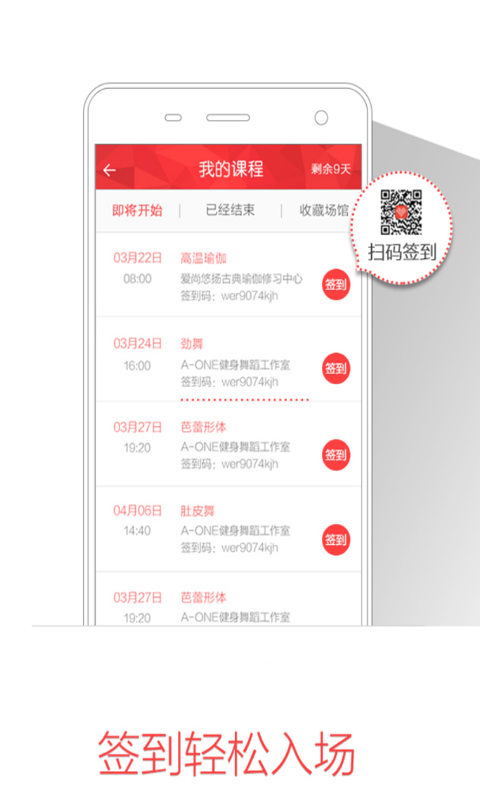 我的课程
剩余9天
即将开始
已经结束
收藏场馆
扫码签到
03月22日
高温瑜伽
08:00
爱尚悠扬古典瑜伽修习中心
签到码：wer9074kjh
签到
03月24日
劲舞
16:00
A-ONE健身舞蹈工作室
签到码：wer9074kjh
签到
03月27日
芭蕾形体
19:20
A-ONE健身舞蹈工作室
签到码：wer9074kjh
签到
04月06日
肚皮舞
14:40
A-ONE健身舞蹈工作室
签到码：wer9074kjh
签到
03月27日
芭蕾形体
19:20
A-ONE健身舞蹈工作室
签到轻松入场